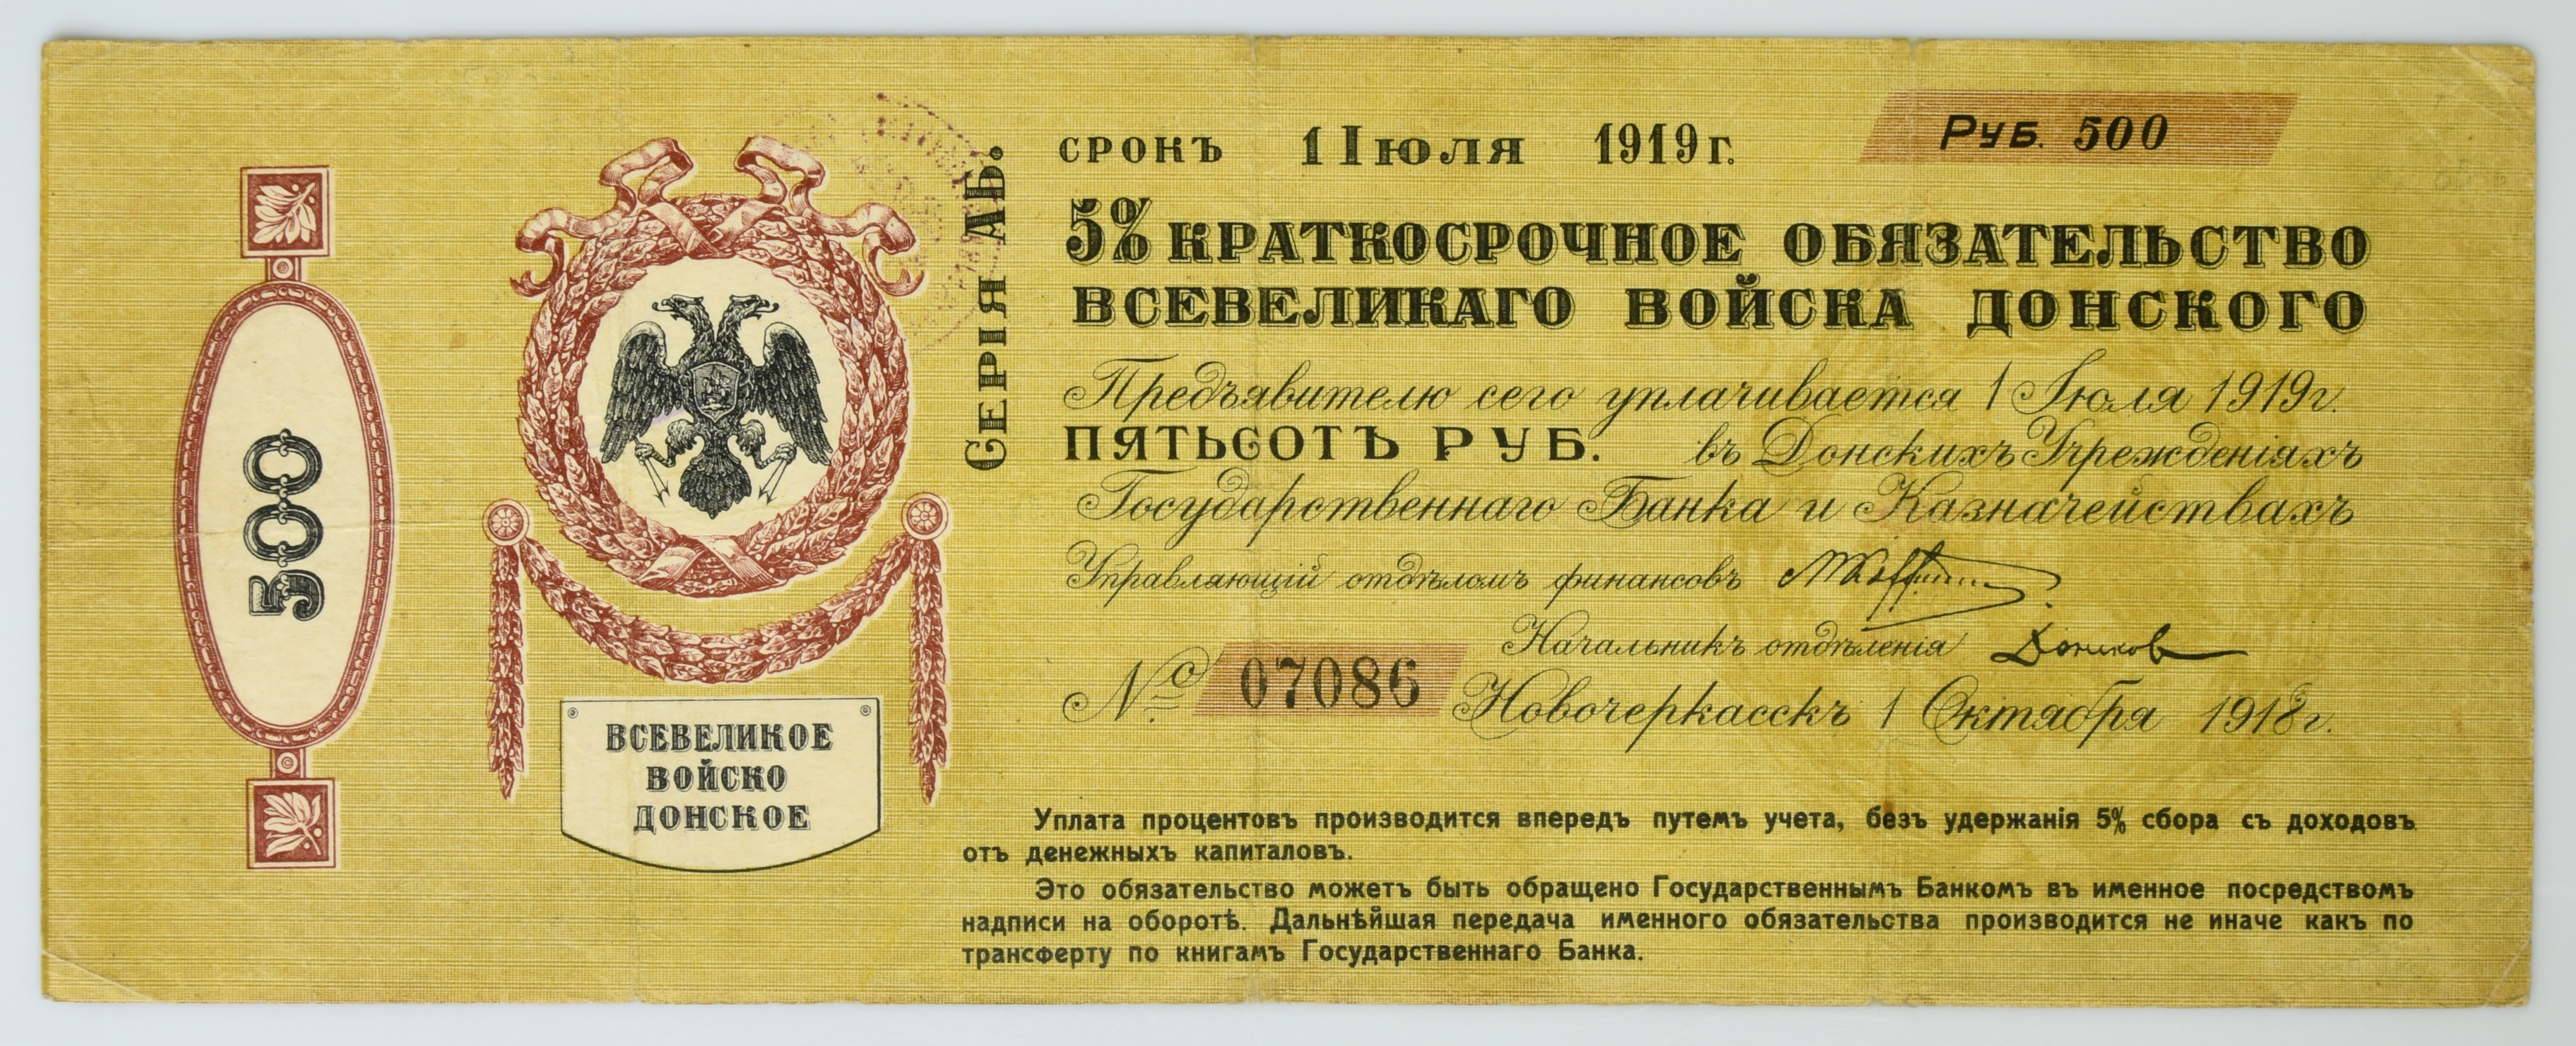 500
ВСЕВЕЛИКОЕ
ВОЙСКО
ДОНСКОЕ
СЕРІЯ АБ.
СРОКЪ 1 ІЮЛЯ 1919 Г.
РУБ. 500
5% КРАТКОСРОЧНОЕ ОБЯЗАТЕЛЬСТВО
ВСЕВЕЛИКАГО ВОЙСКА ДОНСКОГО
Предъявителю сего уплачивается 1 Июля 1919г.
ПЯТЬСОТЪ РУБ. въ Донскихъ Учрежденіяхъ
Государственнаго Банка и Казначействахъ
Управляющій отдѣломъ финансовъ
Начальникъ отдѣленія
№ 07086
Новочеркасскъ 1 Октября 1918г.
Уплата процентовъ производится впередъ путемъ учета, безъ удержанія 5% сбора съ доходовъ
отъ денежныхъ капиталовъ.
Это обязательство можетъ быть обращено Государственнымъ Банкомъ въ именное посредствомъ
надписи на оборотѣ. Дальнѣйшая передача именного обязательства производится не иначе какъ по
трансферту по книгамъ Государственнаго Банка.